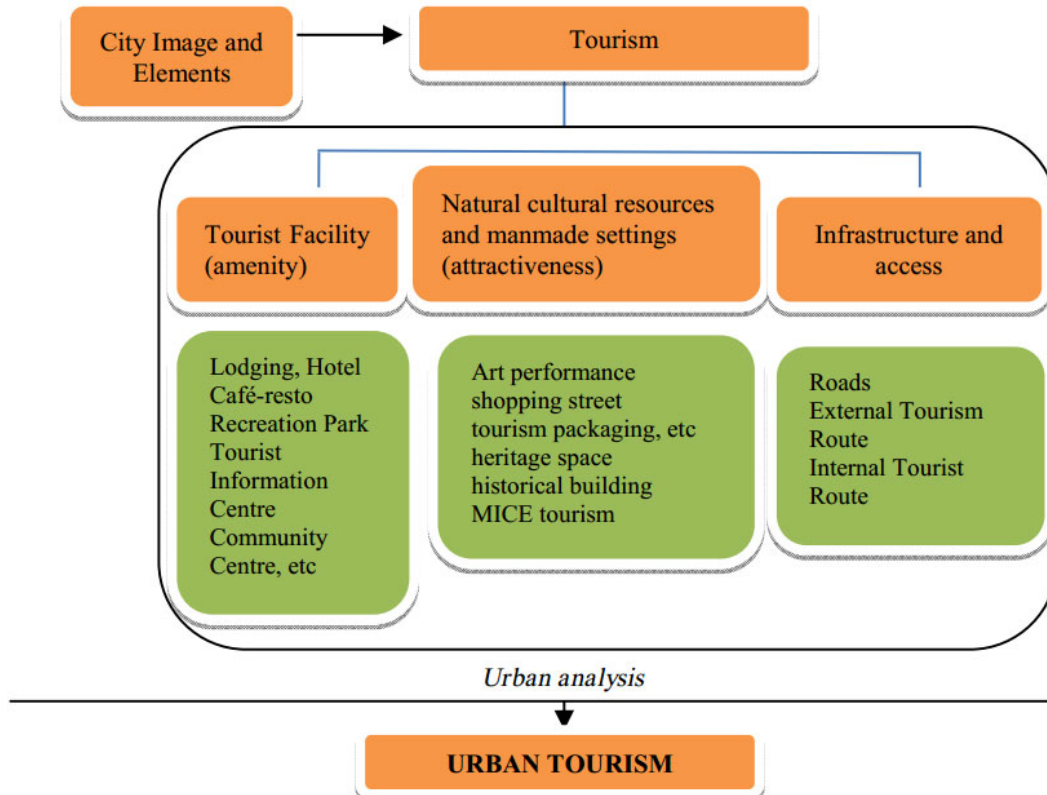 City Image and
Elements
Tourism
Tourist Facility
(amenity)
Natural cultural resources
and manmade settings
(attractiveness)
Infrastructure and
access
Lodging, Hotel
Café-resto
Recreation Park
Tourist
Information
Centre
Community
Centre, etc
Art performance
shopping street
tourism packaging, etc
heritage space
historical building
MICE tourism
Roads
External Tourism
Route
Internal Tourist
Route
Urban analysis
URBAN TOURISM